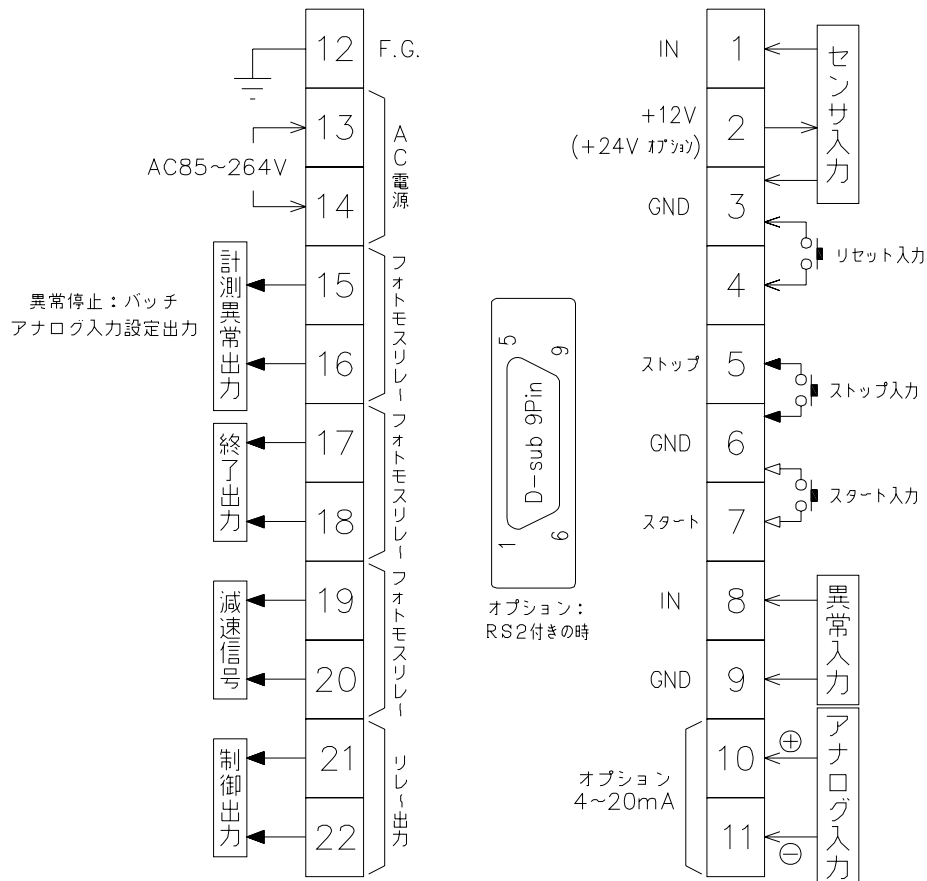 12 F.G.
13
14
AC85~264V
AC電源
15
16
計測異常出力
フォトモスリレー
異常停止：バッチ
アナログ入力設定出力
17
18
終了出力
フォトモスリレー
19
20
減速信号
フォトモスリレー
21
22
制御出力
リレー出力
5
9
D-sub 9Pin
1
6
オプション：
RS2付きの時
IN 1
+12V 2
(+24V オプション)
GND 3
センサ入力
4
リセット入力
ストップ 5
ストップ入力
GND 6
スタート 7
スタート入力
IN 8
GND 9
異常入力
10 ⊕
オプション
4~20mA
11 ⊖
アナログ入力